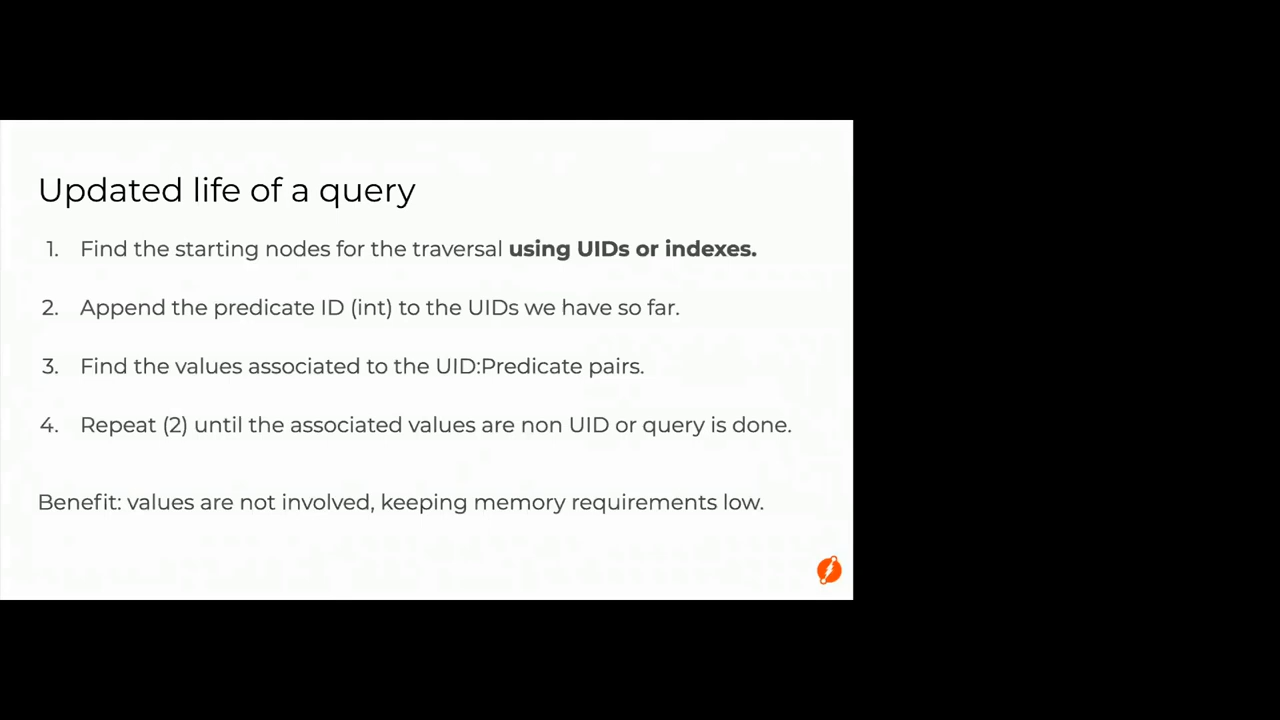 Updated life of a query
1. Find the starting nodes for the traversal using UIDs or indexes.
2. Append the predicate ID (int) to the UIDs we have so far.
3. Find the values associated to the UID:Predicate pairs.
4. Repeat (2) until the associated values are non UID or query is done.
Benefit: values are not involved, keeping memory requirements low.